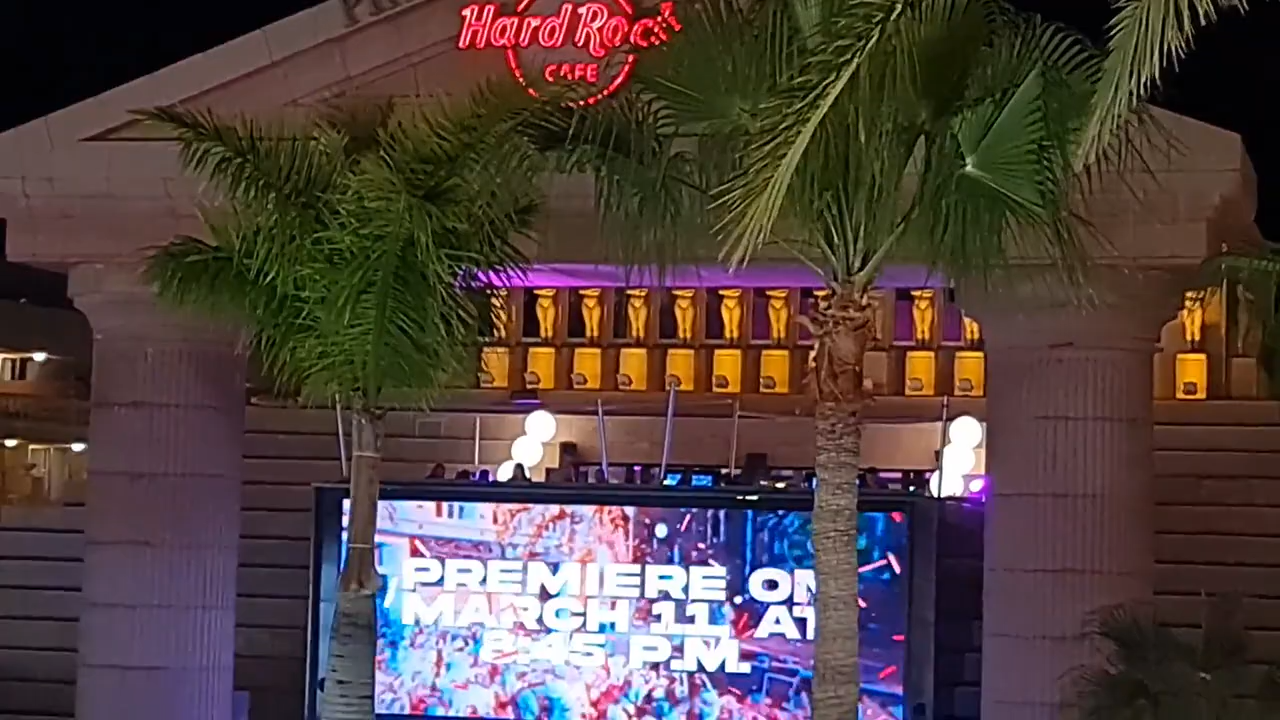 Hard Rock
CAFE
PREMIERE ON
MARCH 11, AT
8:45 P.M.